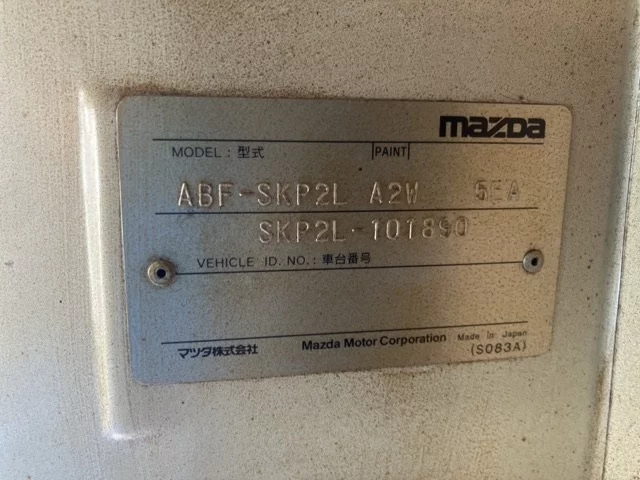 mazda
MODEL : 型式 PAINT
ABF-SKP2L A2W 5EA
SKP2L-101890
VEHICLE ID. NO. : 車台番号
マツダ株式会社 Mazda Motor Corporation Made in Japan
(S083A)